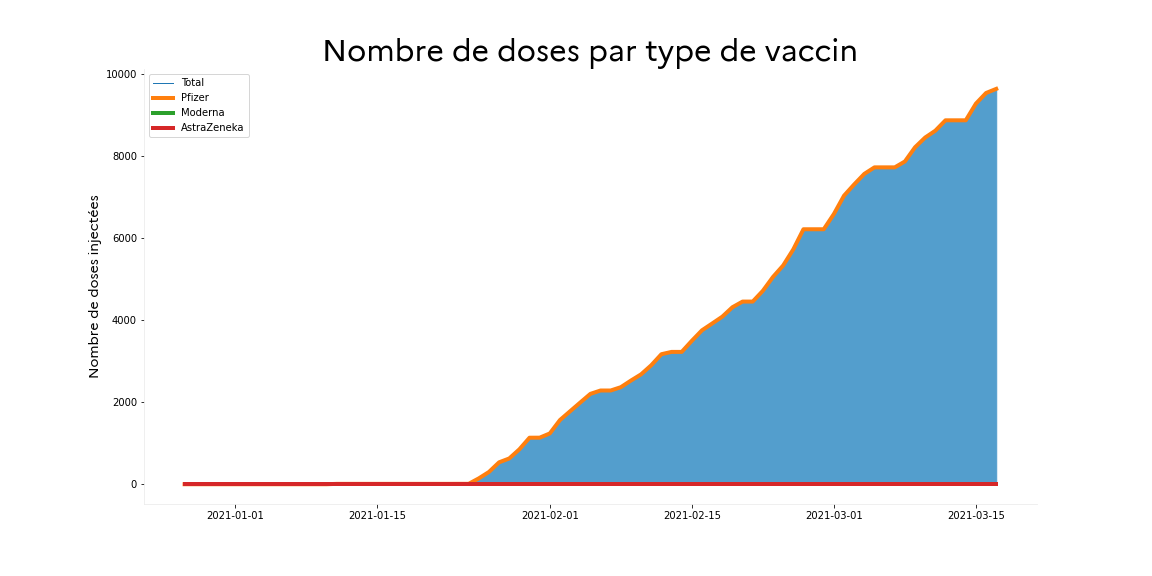 Nombre de doses par type de vaccin
Total
Pfizer
Moderna
AstraZeneka
Nombre de doses injectées
10000
8000
6000
4000
2000
0
2021-01-01 2021-01-15 2021-02-01 2021-02-15 2021-03-01 2021-03-15